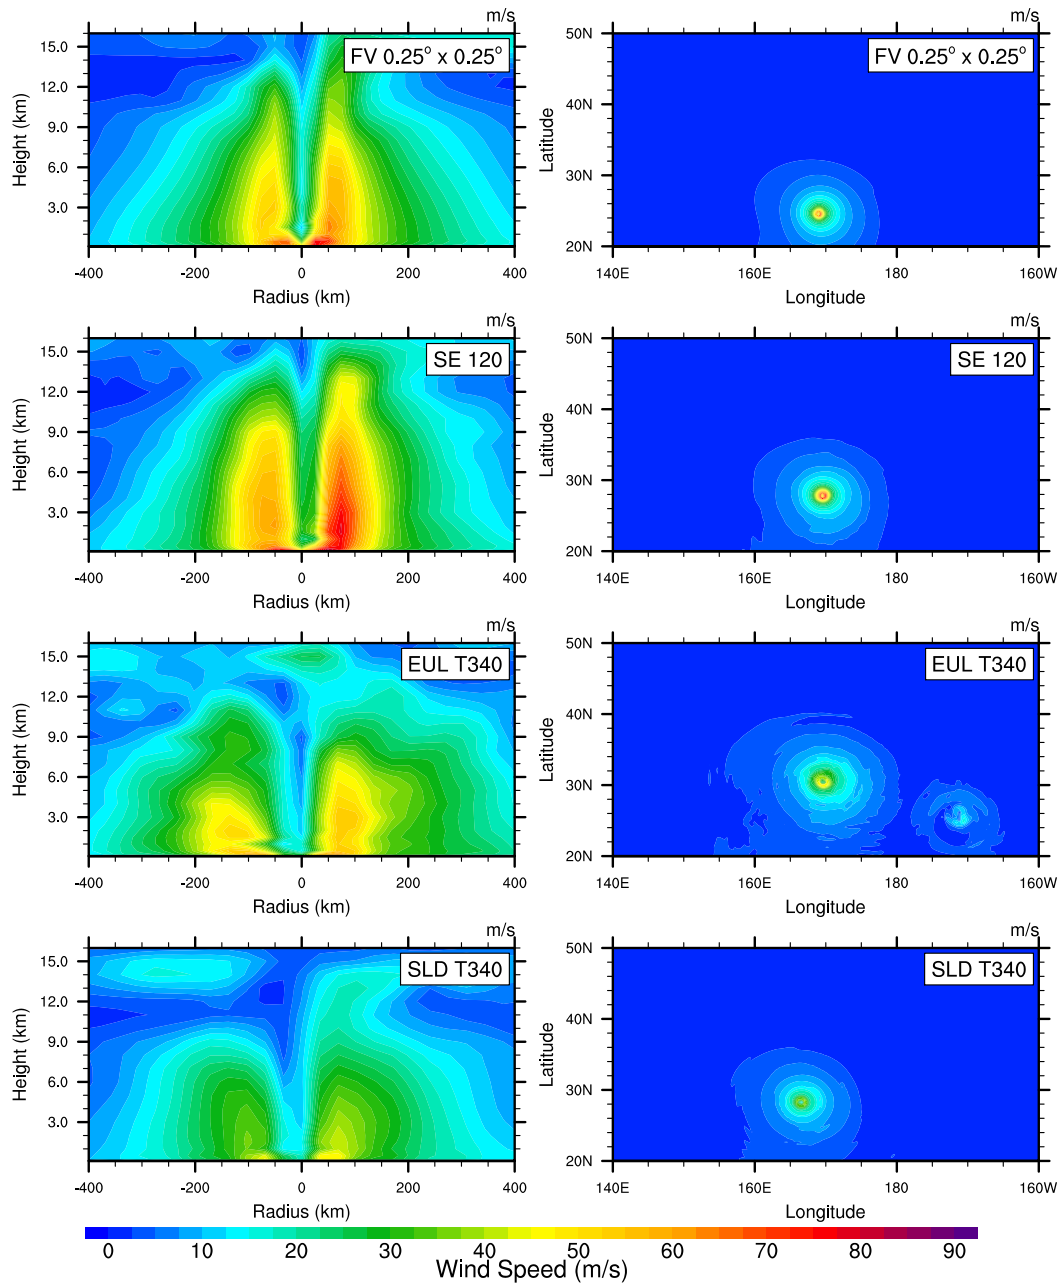 m/s
m/s
FV 0.25° x 0.25°
FV 0.25° x 0.25°
Height (km)
15.0
12.0
9.0
6.0
3.0
Latitude
50N
40N
30N
20N
-400 -200 0 200 400
140E 160E 180 160W
Radius (km)
Longitude
m/s
m/s
SE 120
SE 120
Height (km)
15.0
12.0
9.0
6.0
3.0
Latitude
50N
40N
30N
20N
-400 -200 0 200 400
140E 160E 180 160W
Radius (km)
Longitude
m/s
m/s
EUL T340
EUL T340
Height (km)
15.0
12.0
9.0
6.0
3.0
Latitude
50N
40N
30N
20N
-400 -200 0 200 400
140E 160E 180 160W
Radius (km)
Longitude
m/s
m/s
SLD T340
SLD T340
Height (km)
15.0
12.0
9.0
6.0
3.0
Latitude
50N
40N
30N
20N
-400 -200 0 200 400
140E 160E 180 160W
Radius (km)
Longitude
0 10 20 30 40 50 60 70 80 90
Wind Speed (m/s)